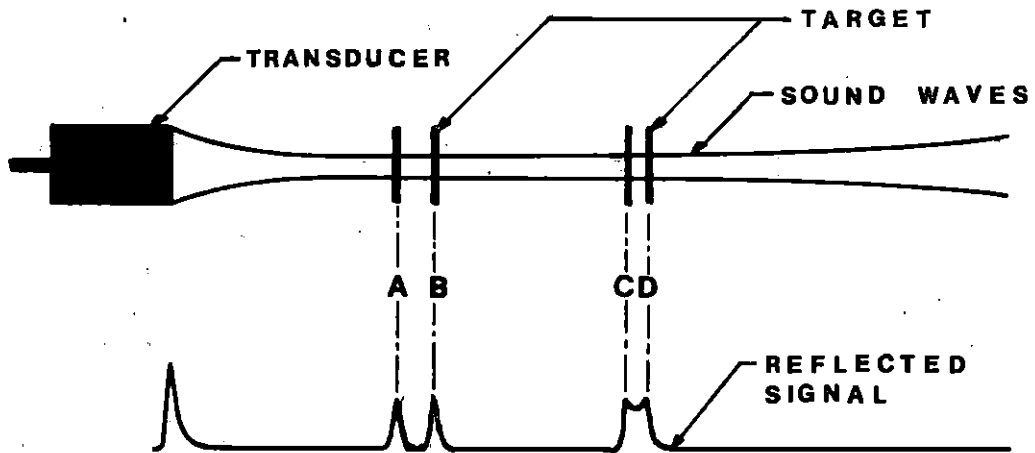 TARGET
TRANSDUCER
SOUND WAVES
A B CD
REFLECTED
SIGNAL